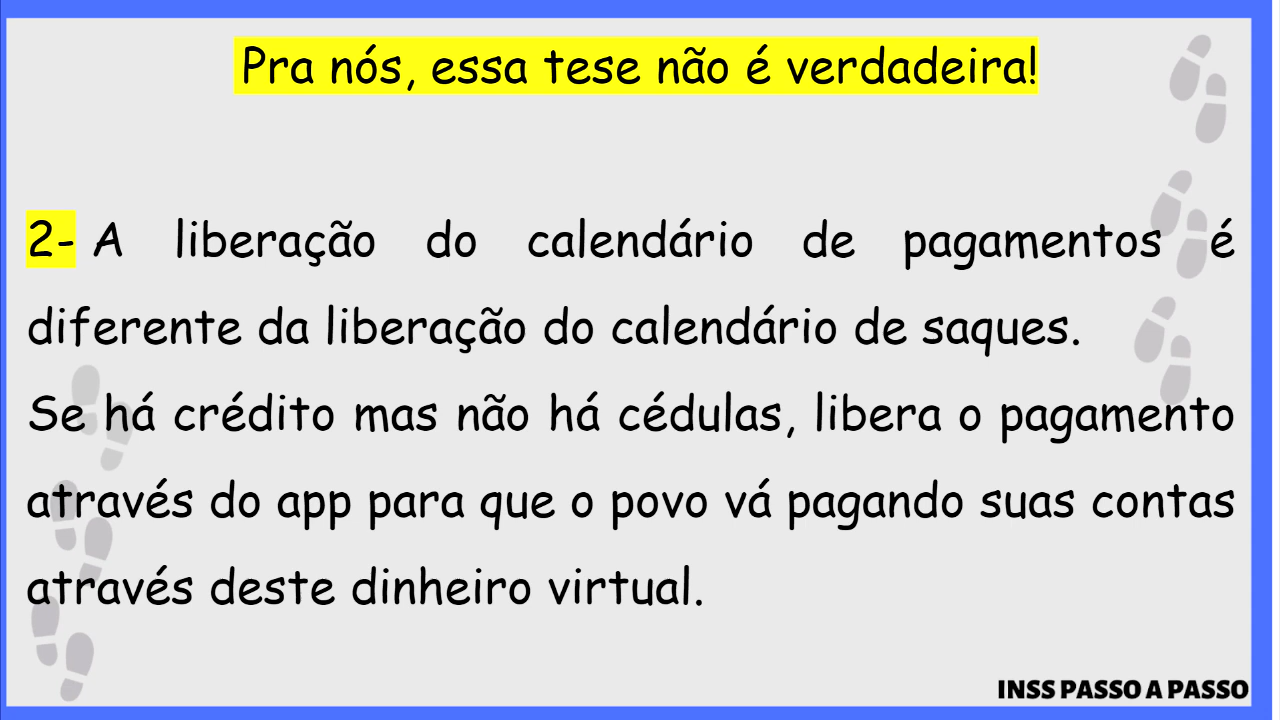 Pra nós, essa tese não é verdadeira!
2- A liberação do calendário de pagamentos é
diferente da liberação do calendário de saques.
Se há crédito mas não há cédulas, libera o pagamento
através do app para que o povo vá pagando suas contas
através deste dinheiro virtual.
INSS PASSO A PASSO